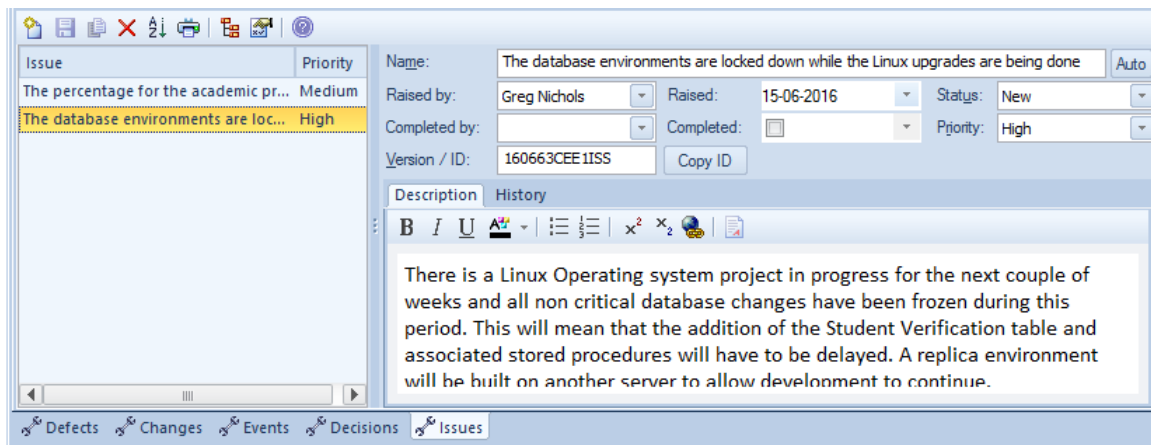 Issue Priority
The percentage for the academic pr... Medium
The database environments are loc... High
Name: The database environments are locked down while the Linux upgrades are being done Auto
Raised by: Greg Nichols Raised: 15-06-2016 Status: New
Completed by: Completed: Priority: High
Version / ID: 160663CEE1ISS Copy ID
Description History
B I U A x² x₂
There is a Linux Operating system project in progress for the next couple of
weeks and all non critical database changes have been frozen during this
period. This will mean that the addition of the Student Verification table and
associated stored procedures will have to be delayed. A replica environment
will be built on another server to allow development to continue.
Defects Changes Events Decisions Issues